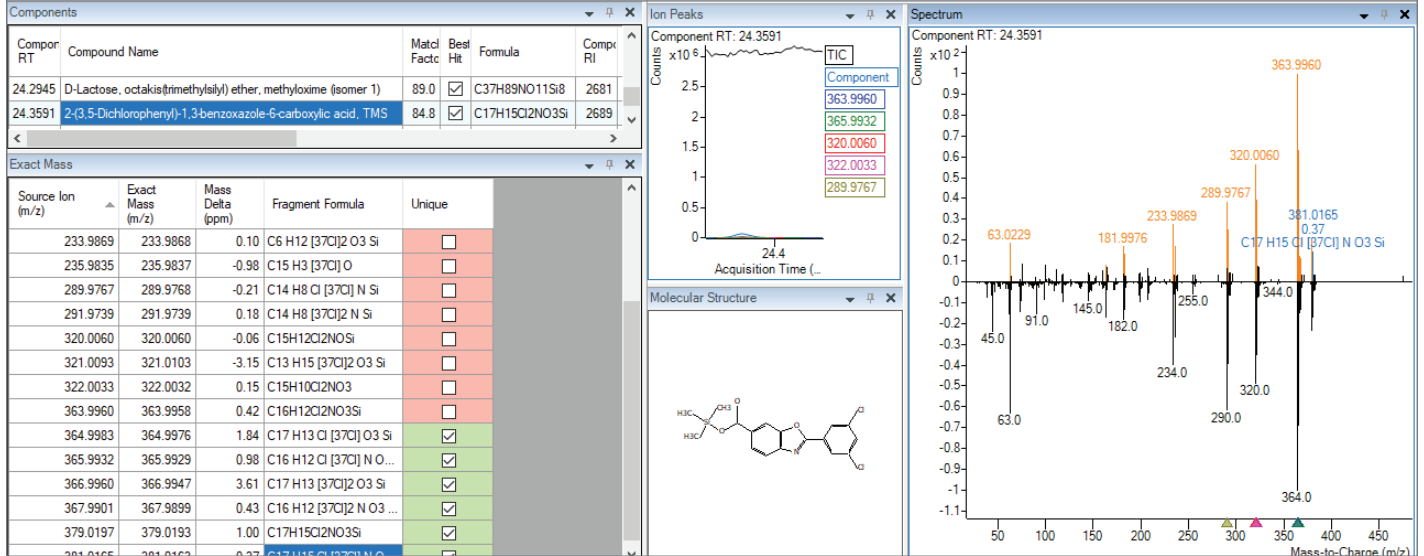 Components
Compon RT Compound Name Match Facto Best Hit Formula Compo RI
24.2945 D-Lactose, octakis(trimethylsilyl) ether, methyloxime (isomer 1) 89.0 C37H89NO11Si8 2681
24.3591 2-(3,5-Dichlorophenyl)-1,3-benzoxazole-6-carboxylic acid, TMS 84.8 C17H15Cl2NO3Si 2689
Exact Mass
Source Ion (m/z) Exact Mass (m/z) Mass Delta (ppm) Fragment Formula Unique
233.9869 233.9868 0.10 C6 H12 [37Cl]2 O3 Si
235.9835 235.9837 -0.98 C15 H3 [37Cl] O
289.9767 289.9768 -0.21 C14 H8 Cl [37Cl] N Si
291.9739 291.9739 0.18 C14 H8 [37Cl]2 N Si
320.0060 320.0060 -0.06 C15H12Cl2NOSi
321.0093 321.0103 -3.15 C13 H15 [37Cl]2 O3 Si
322.0033 322.0032 0.15 C15H10Cl2NO3
363.9960 363.9958 0.42 C16H12Cl2NO3Si
364.9983 364.9976 1.84 C17 H13 Cl [37Cl] O3 Si
365.9932 365.9929 0.98 C16 H12 Cl [37Cl] N O...
366.9960 366.9947 3.61 C17 H13 [37Cl]2 O3 Si
367.9901 367.9899 0.43 C16 H12 [37Cl]2 N O3 ...
379.0197 379.0193 1.00 C17H15Cl2NO3Si
381.0165 381.0163 0.37 C17 H15 Cl [37Cl] N O...
Ion Peaks
Component RT: 24.3591
Counts
x10 6
2.5
2
1.5
1
0.5
0
24.4
Acquisition Time (...
TIC
Component
363.9960
365.9932
320.0060
322.0033
289.9767
Molecular Structure
H3C
CH3
H3C
Si
O
O
O
N
Cl
Cl
Spectrum
Component RT: 24.3591
Counts
x10 2
1
0.9
0.8
0.7
0.6
0.5
0.4
0.3
0.2
0.1
0
-0.1
-0.2
-0.3
-0.4
-0.5
-0.6
-0.7
-0.8
-0.9
-1
-1.1
363.9960
320.0060
289.9767
233.9869
381.0165
0.37
C17 H15 Cl [37Cl] N O3 Si
63.0229
181.9976
45.0
91.0
145.0
182.0
255.0
344.0
234.0
320.0
290.0
63.0
364.0
50 100 150 200 250 300 350 400 450
Mass-to-Charge (m/z)